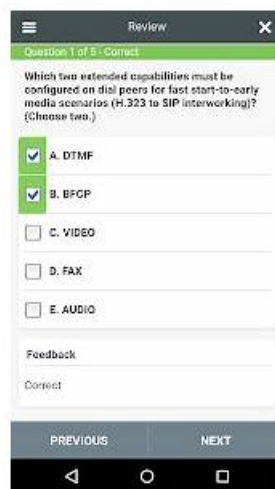 Review
Question 1 of 5 - Correct
Which two extended capabilities must be
configured on dial peers for fast start-to-early
media scenarios (H.323 to SIP interworking)?
(Choose two.)
A. DTMF
B. BFCP
C. VIDEO
D. FAX
E. AUDIO
Feedback
Correct
PREVIOUS NEXT